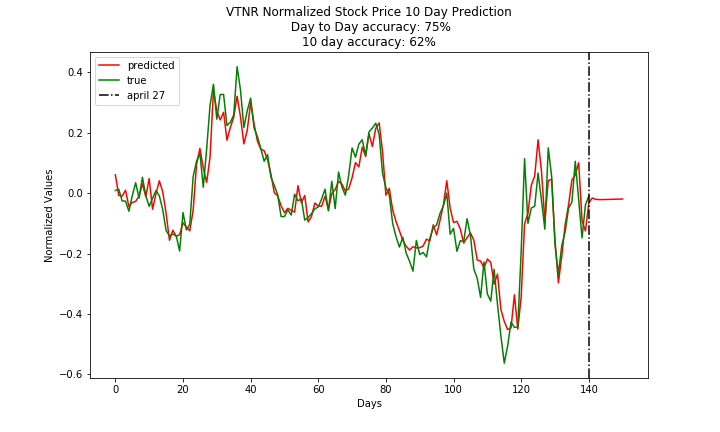 VTNR Normalized Stock Price 10 Day Prediction
Day to Day accuracy: 75%
10 day accuracy: 62%
predicted
true
april 27
Normalized Values
0.4
0.2
0.0
−0.2
−0.4
−0.6
0 20 40 60 80 100 120 140
Days